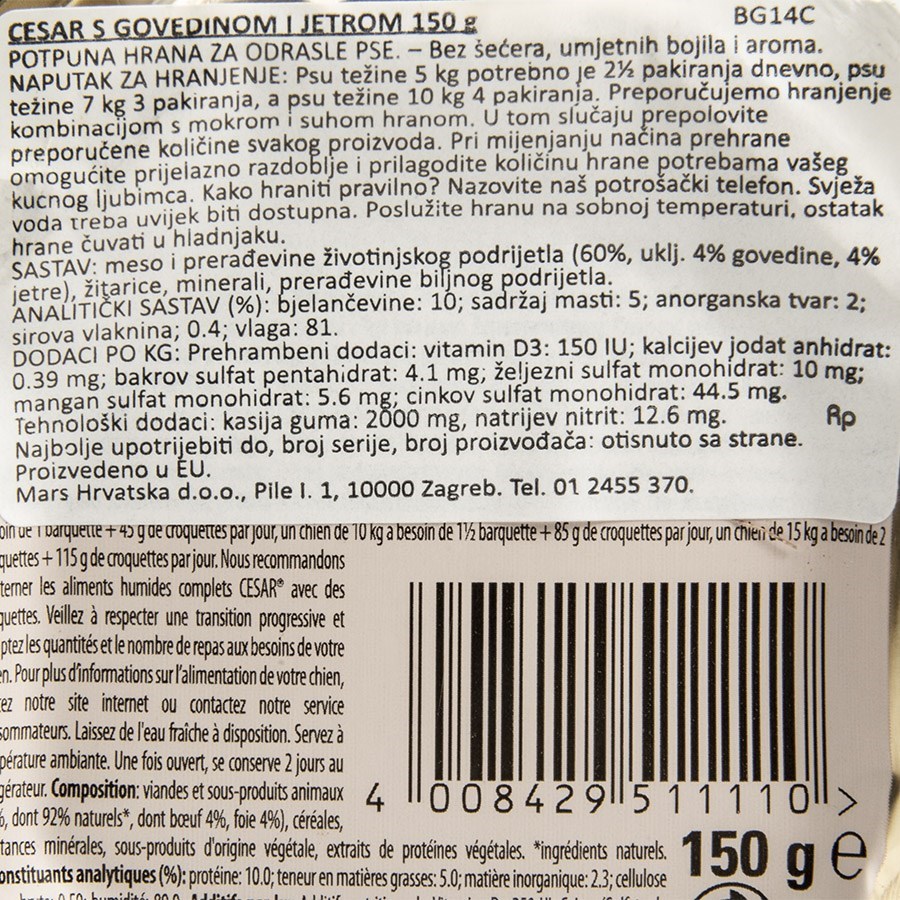 CESAR S GOVEDINOM I JETROM 150 g BG14C
POTPUNA HRANA ZA ODRASLE PSE. – Bez šećera, umjetnih bojila i aroma.
NAPUTAK ZA HRANJENJE: Psu težine 5 kg potrebno je 2½ pakiranja dnevno, psu
težine 7 kg 3 pakiranja, a psu težine 10 kg 4 pakiranja. Preporučujemo hranjenje
kombinacijom s mokrom i suhom hranom. U tom slučaju prepolovite
preporučene količine svakog proizvoda. Pri mijenjanju načina prehrane
omogućite prijelazno razdoblje i prilagodite količinu hrane potrebama vašeg
kućnog ljubimca. Kako hraniti pravilno? Nazovite naš potrošački telefon. Svježa
voda treba uvijek biti dostupna. Poslužite hranu na sobnoj temperaturi, ostatak
hrane čuvati u hladnjaku.
SASTAV: meso i prerađevine životinjskog podrijetla (60%, uklj. 4% govedine, 4%
jetre), žitarice, minerali, prerađevine biljnog podrijetla.
ANALITIČKI SASTAV (%): bjelančevine: 10; sadržaj masti: 5; anorganska tvar: 2;
sirova vlaknina; 0.4; vlaga: 81.
DODACI PO KG: Prehrambeni dodaci: vitamin D3: 150 IU; kalcijev jodat anhidrat:
0.39 mg; bakrov sulfat pentahidrat: 4.1 mg; željezni sulfat monohidrat: 10 mg;
mangan sulfat monohidrat: 5.6 mg; cinkov sulfat monohidrat: 44.5 mg.
Tehnološki dodaci: kasija guma: 2000 mg, natrijev nitrit: 12.6 mg. Rp
Najbolje upotrijebiti do, broj serije, broj proizvođača: otisnuto sa strane.
Proizvedeno u EU.
Mars Hrvatska d.o.o., Pile I. 1, 10000 Zagreb. Tel. 01 2455 370.
de 1 barquette + 45 g de croquettes par jour, un chien de 10 kg a besoin de 1½ barquette + 85 g de croquettes par jour, un chien de 15 kg a besoin de 2
quettes + 115 g de croquettes par jour. Nous recommandons
terner les aliments humides complets CESAR® avec des
quettes. Veillez à respecter une transition progressive et
ptez les quantités et le nombre de repas aux besoins de votre
en. Pour plus d'informations sur l'alimentation de votre chien,
ez notre site internet ou contactez notre service
sommateurs. Laissez de l'eau fraîche à disposition. Servez à
pérature ambiante. Une fois ouvert, se conserve 2 jours au
gérateur. Composition: viandes et sous-produits animaux
%, dont 92% naturels*, dont bœuf 4%, foie 4%), céréales,
tances minérales, sous-produits d'origine végétale, extraits de protéines végétales. *ingrédients naturels.
onstituants analytiques (%): protéine: 10.0; teneur en matières grasses: 5.0; matière inorganique: 2.3; cellulose
4 008429 511110 >
150 g e